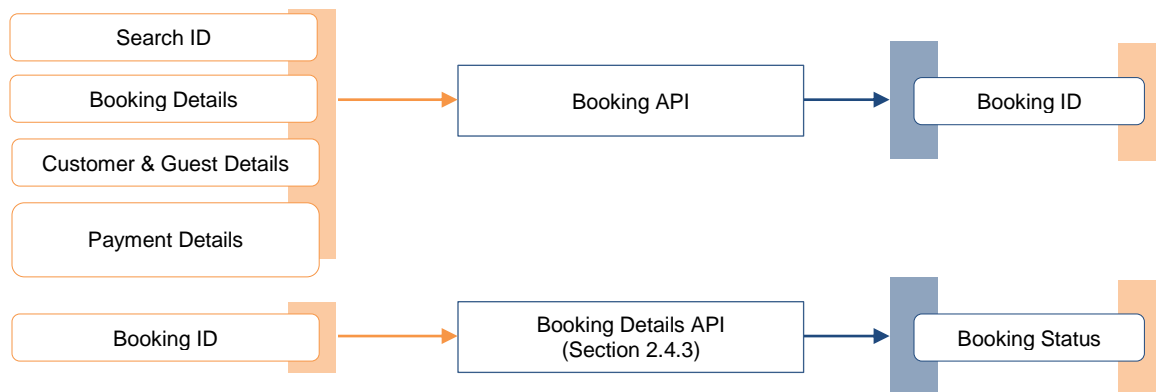 Search ID
Booking Details
Customer & Guest Details
Payment Details
Booking API
Booking ID
Booking ID
Booking Details API
(Section 2.4.3)
Booking Status